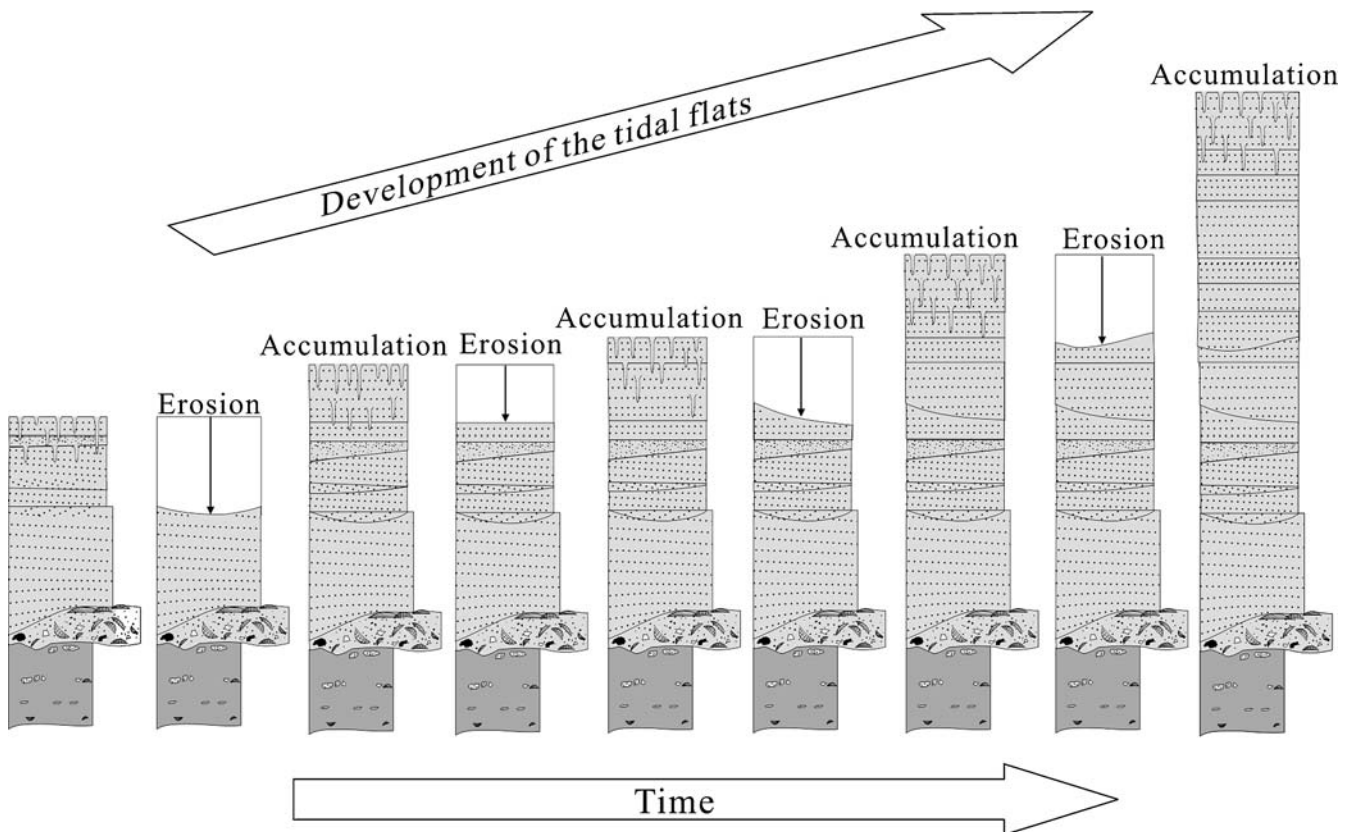 Development of the tidal flats
Accumulation
Accumulation
Erosion
Accumulation
Erosion
Accumulation
Erosion
Erosion
Time